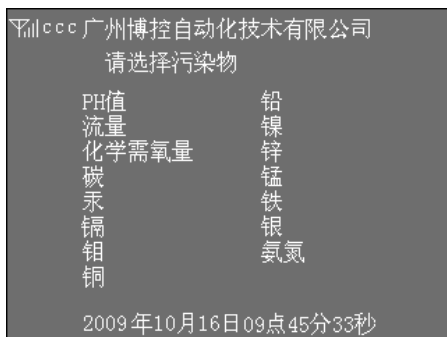 ccc 广州博控自动化技术有限公司
请选择污染物
PH值 铅
流量 镍
化学需氧量 锌
碳 锰
汞 铁
镉 银
钼 氨氮
铜
2009年10月16日09点45分33秒